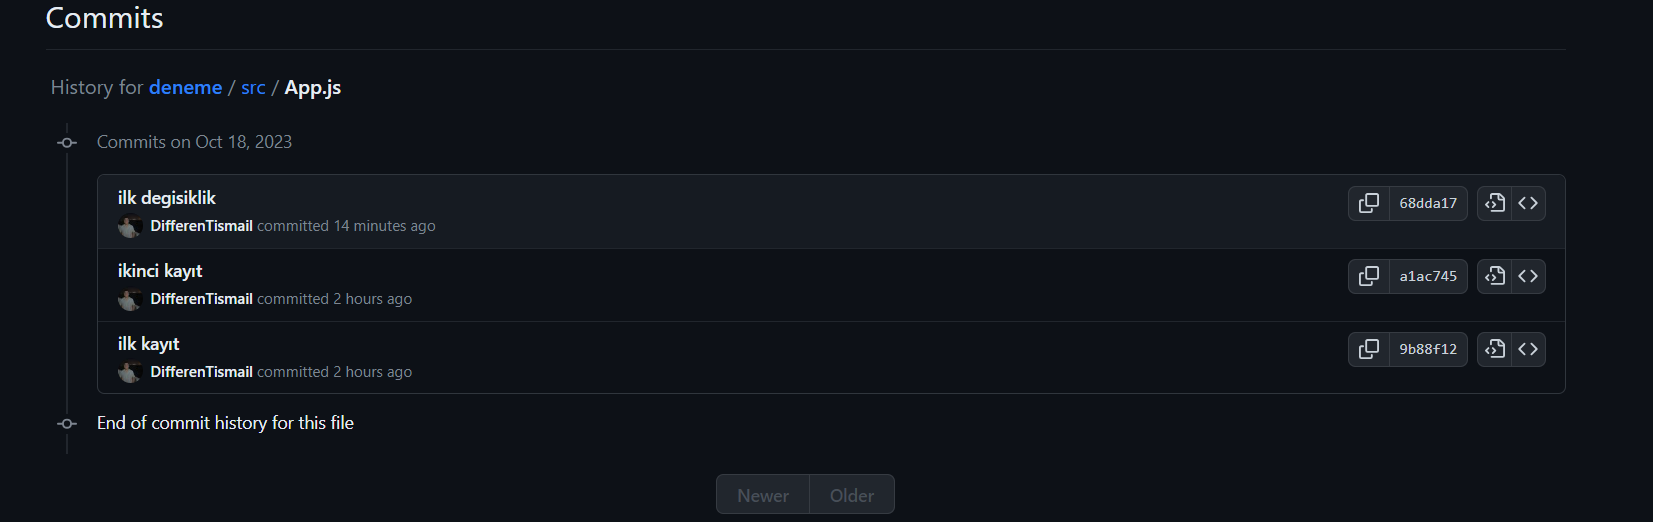 Commits
History for deneme / src / App.js
Commits on Oct 18, 2023
ilk degisiklik
68dda17
DifferenTismail committed 14 minutes ago
ikinci kayıt
a1ac745
DifferenTismail committed 2 hours ago
ilk kayıt
9b88f12
DifferenTismail committed 2 hours ago
End of commit history for this file
Newer Older